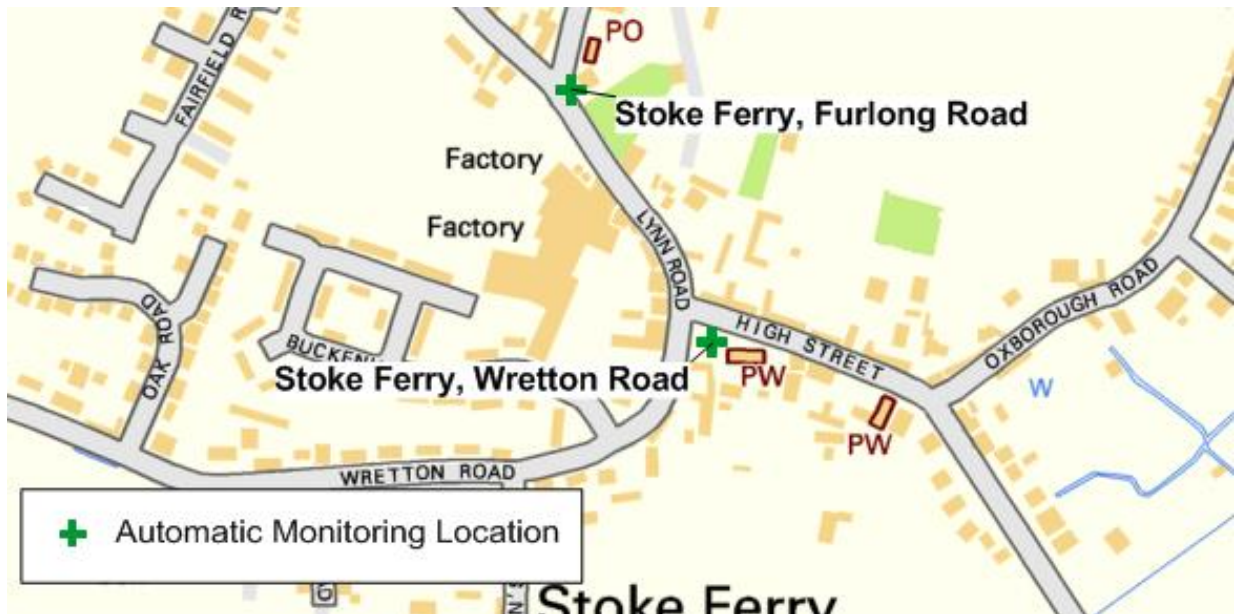 PO
FAIRFIELD R
Stoke Ferry, Furlong Road
Factory
Factory
LYNN ROAD
HIGH STREET
OXBOROUGH ROAD
OAK ROAD
BUCKEN
Stoke Ferry, Wretton Road
PW
W
PW
WRETTON ROAD
Automatic Monitoring Location
N'S
Stoke Ferry